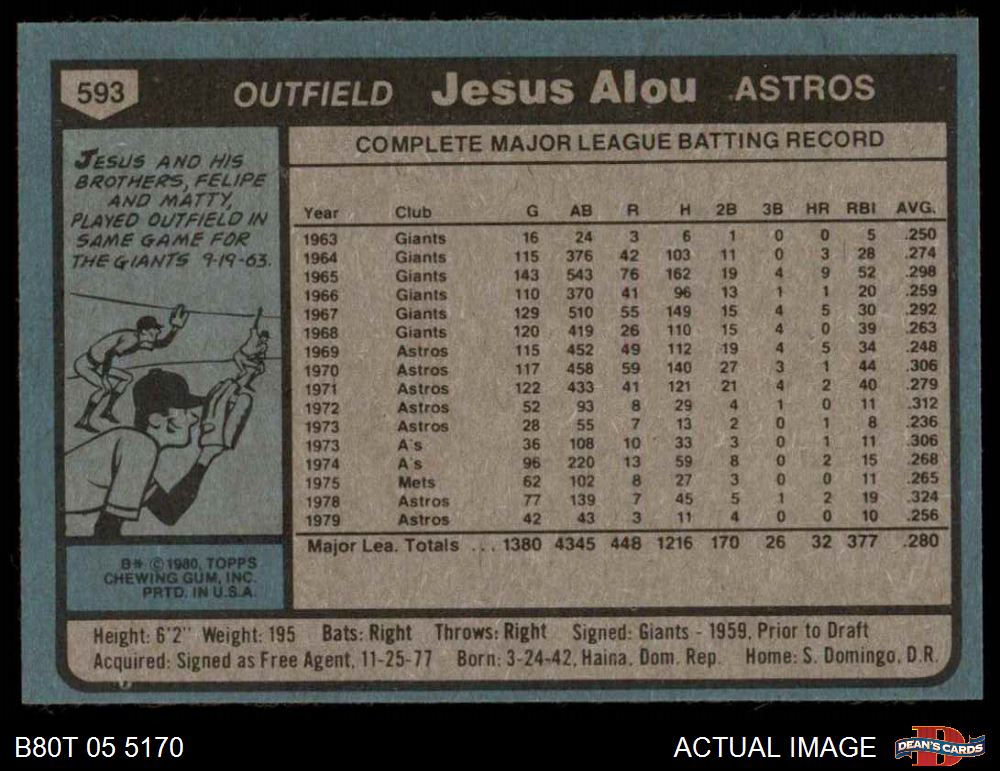 593 OUTFIELD Jesus Alou ASTROS
JESUS AND HIS
BROTHERS, FELIPE
AND MATTY,
PLAYED OUTFIELD IN
SAME GAME FOR
THE GIANTS 9-19-63.
B* © 1980, TOPPS
CHEWING GUM, INC.
PRTD. IN U.S.A.
COMPLETE MAJOR LEAGUE BATTING RECORD
Year Club G AB R H 2B 3B HR RBI AVG.
1963 Giants 16 24 3 6 1 0 0 5 .250
1964 Giants 115 376 42 103 11 0 3 28 .274
1965 Giants 143 543 76 162 19 4 9 52 .298
1966 Giants 110 370 41 96 13 1 1 20 .259
1967 Giants 129 510 55 149 15 4 5 30 .292
1968 Giants 120 419 26 110 15 4 0 39 .263
1969 Astros 115 452 49 112 19 4 5 34 .248
1970 Astros 117 458 59 140 27 3 1 44 .306
1971 Astros 122 433 41 121 21 4 2 40 .279
1972 Astros 52 93 8 29 4 1 0 11 .312
1973 Astros 28 55 7 13 2 0 1 8 .236
1973 A's 36 108 10 33 3 0 1 11 .306
1974 A's 96 220 13 59 8 0 2 15 .268
1975 Mets 62 102 8 27 3 0 0 11 .265
1978 Astros 77 139 7 45 5 1 2 19 .324
1979 Astros 42 43 3 11 4 0 0 10 .256
Major Lea. Totals ... 1380 4345 448 1216 170 26 32 377 .280
Height: 6'2" Weight: 195 Bats: Right Throws: Right Signed: Giants - 1959, Prior to Draft
Acquired: Signed as Free Agent, 11-25-77 Born: 3-24-42, Haina, Dom. Rep. Home: S. Domingo, D.R.
B80T 05 5170 ACTUAL IMAGE DEAN'S CARDS